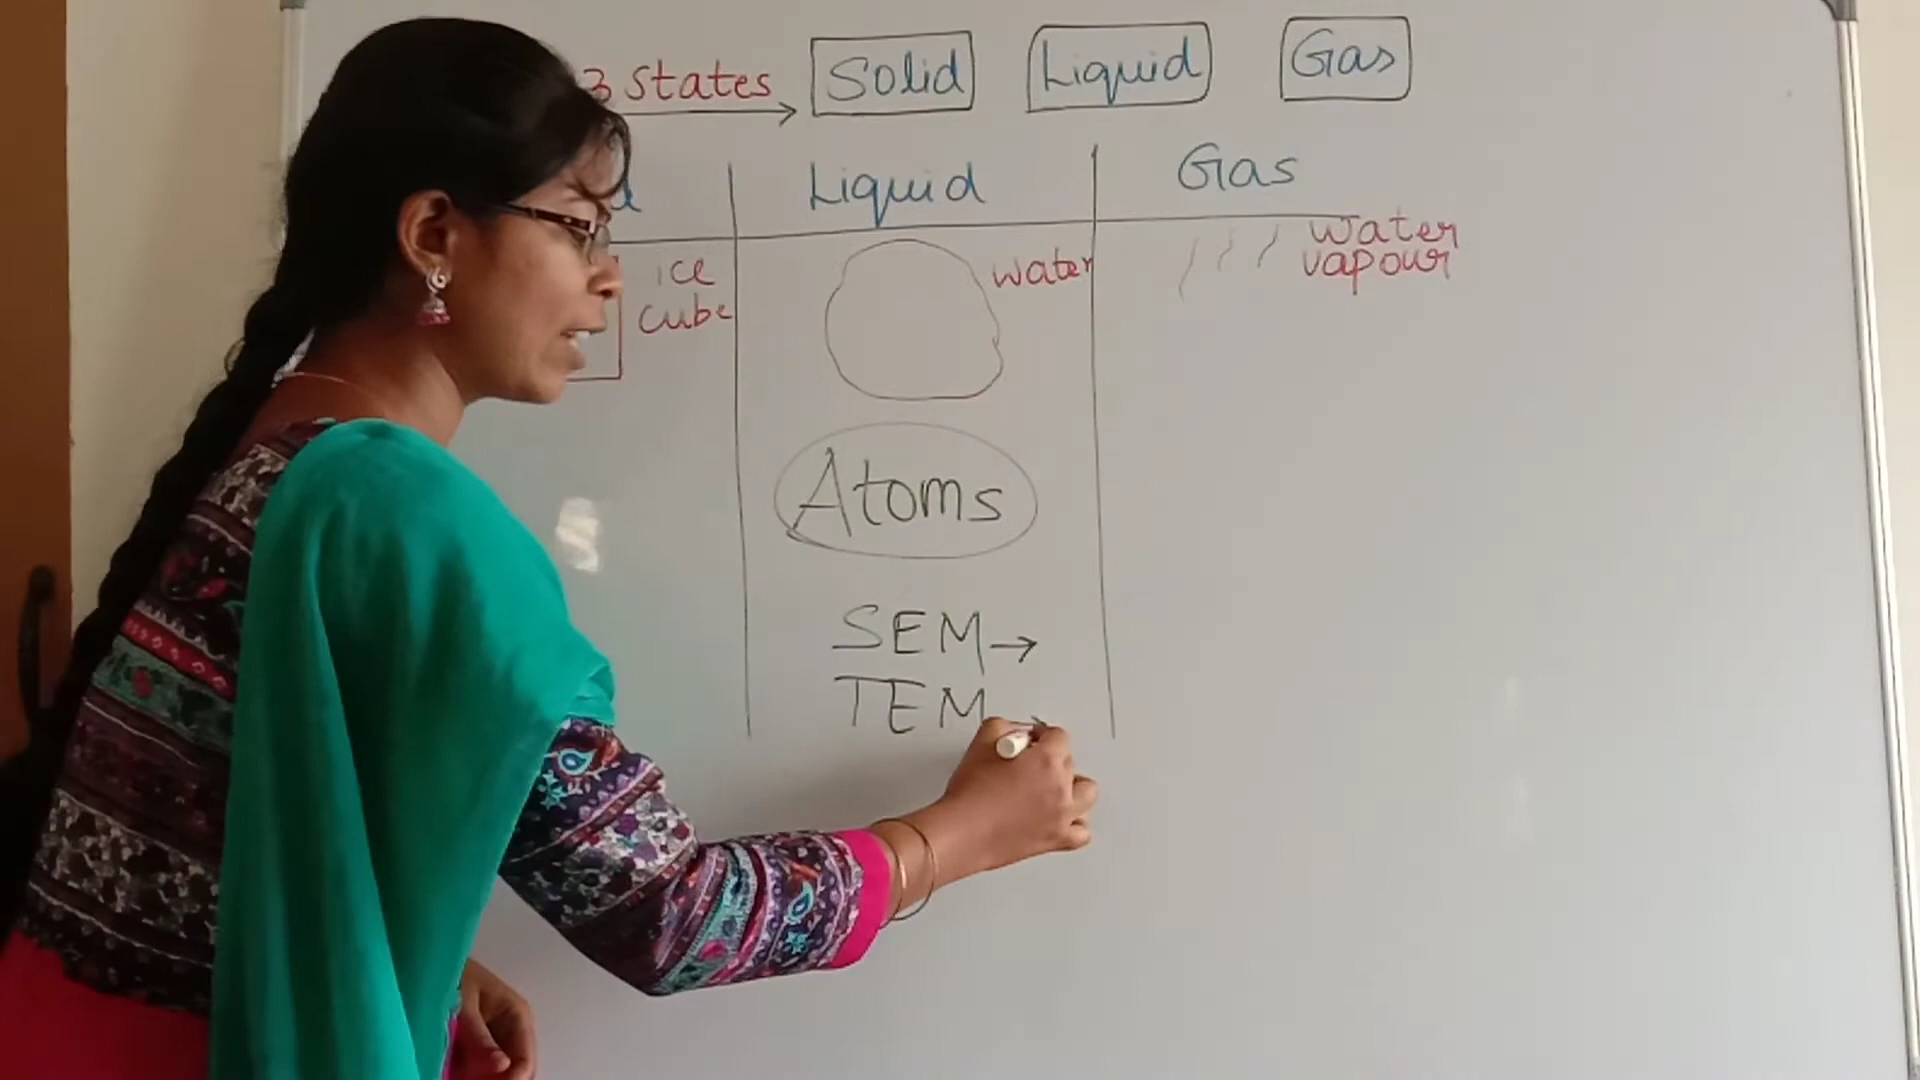 3 States → Solid Liquid Gas
Liquid Gas
ice cube
water
water vapour
Atoms
SEM →
TEM